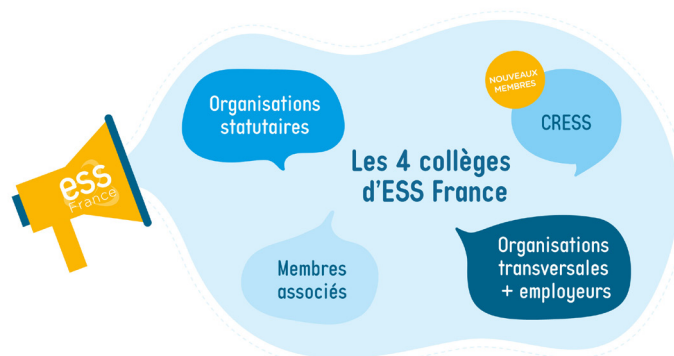 Organisations
statutaires
NOUVEAUX
MEMBRES
CRESS
ess
France
Les 4 collèges
d'ESS France
Membres
associés
Organisations
transversales
+ employeurs